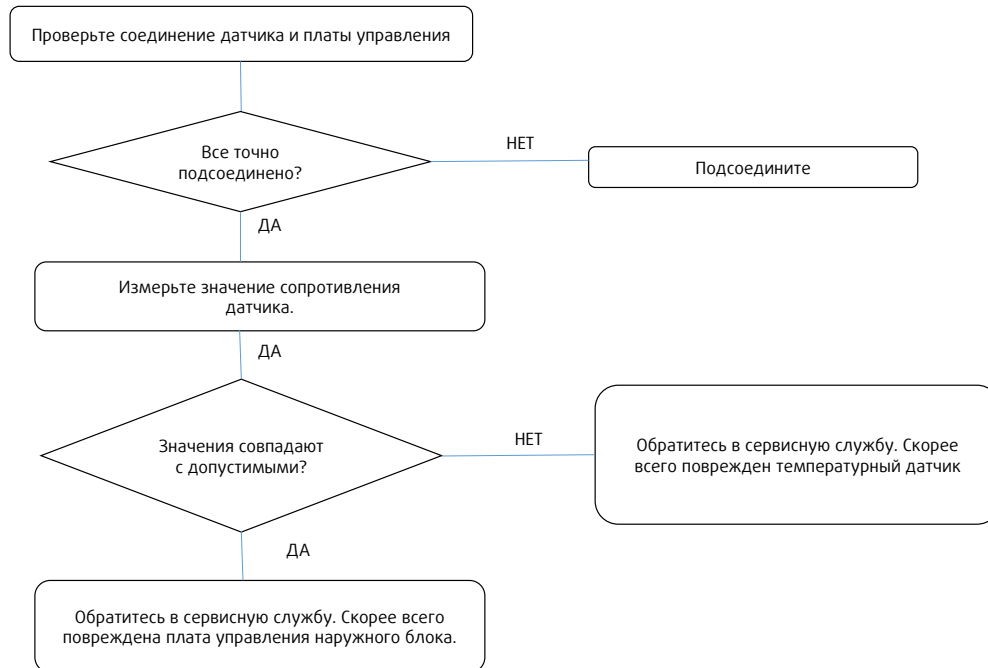 Проверьте соединение датчика и платы управления
Все точно
подсоединено?
НЕТ
Подсоедините
ДА
Измерьте значение сопротивления
датчика.
ДА
Значения совпадают
с допустимыми?
НЕТ
Обратитесь в сервисную службу. Скорее
всего поврежден температурный датчик
ДА
Обратитесь в сервисную службу. Скорее всего
повреждена плата управления наружного блока.